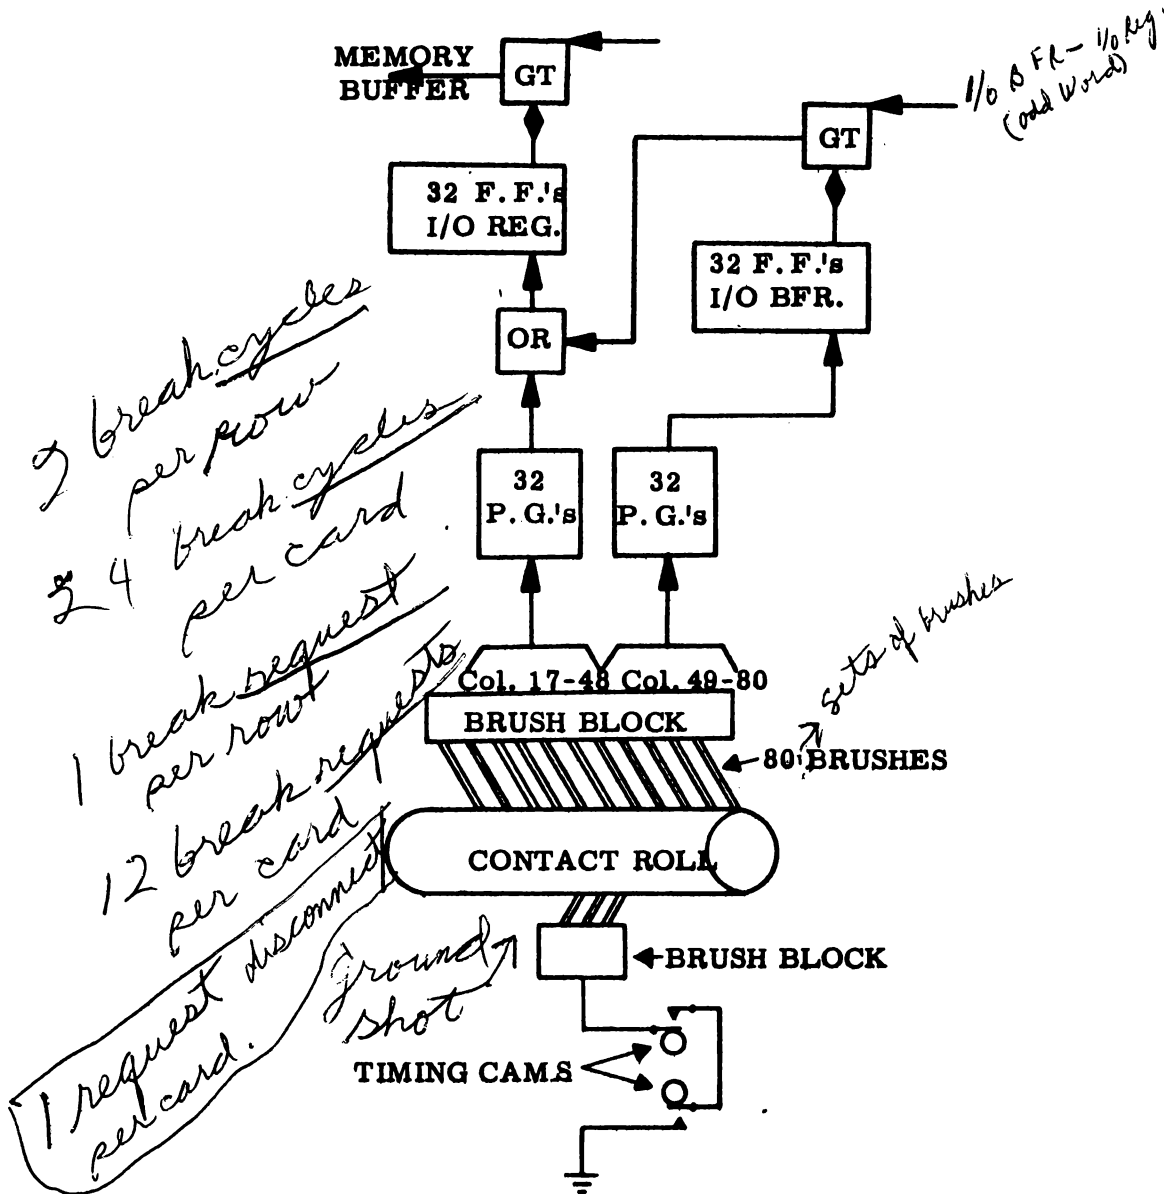 MEMORY
BUFFER
GT
I/O BFR - I/O Reg.
(odd Word)
GT
32 F.F.'s
I/O REG.
32 F.F.'s
I/O BFR.
OR
2 break cycles
per row
24 break cycles
per card
1 break request
per row
12 break requests
per card
1 request disconnect
per card.
32
P.G.'s
32
P.G.'s
Col. 17-48 Col. 49-80
BRUSH BLOCK
sets of brushes
80 BRUSHES
CONTACT ROLL
ground
shot
BRUSH BLOCK
TIMING CAMS